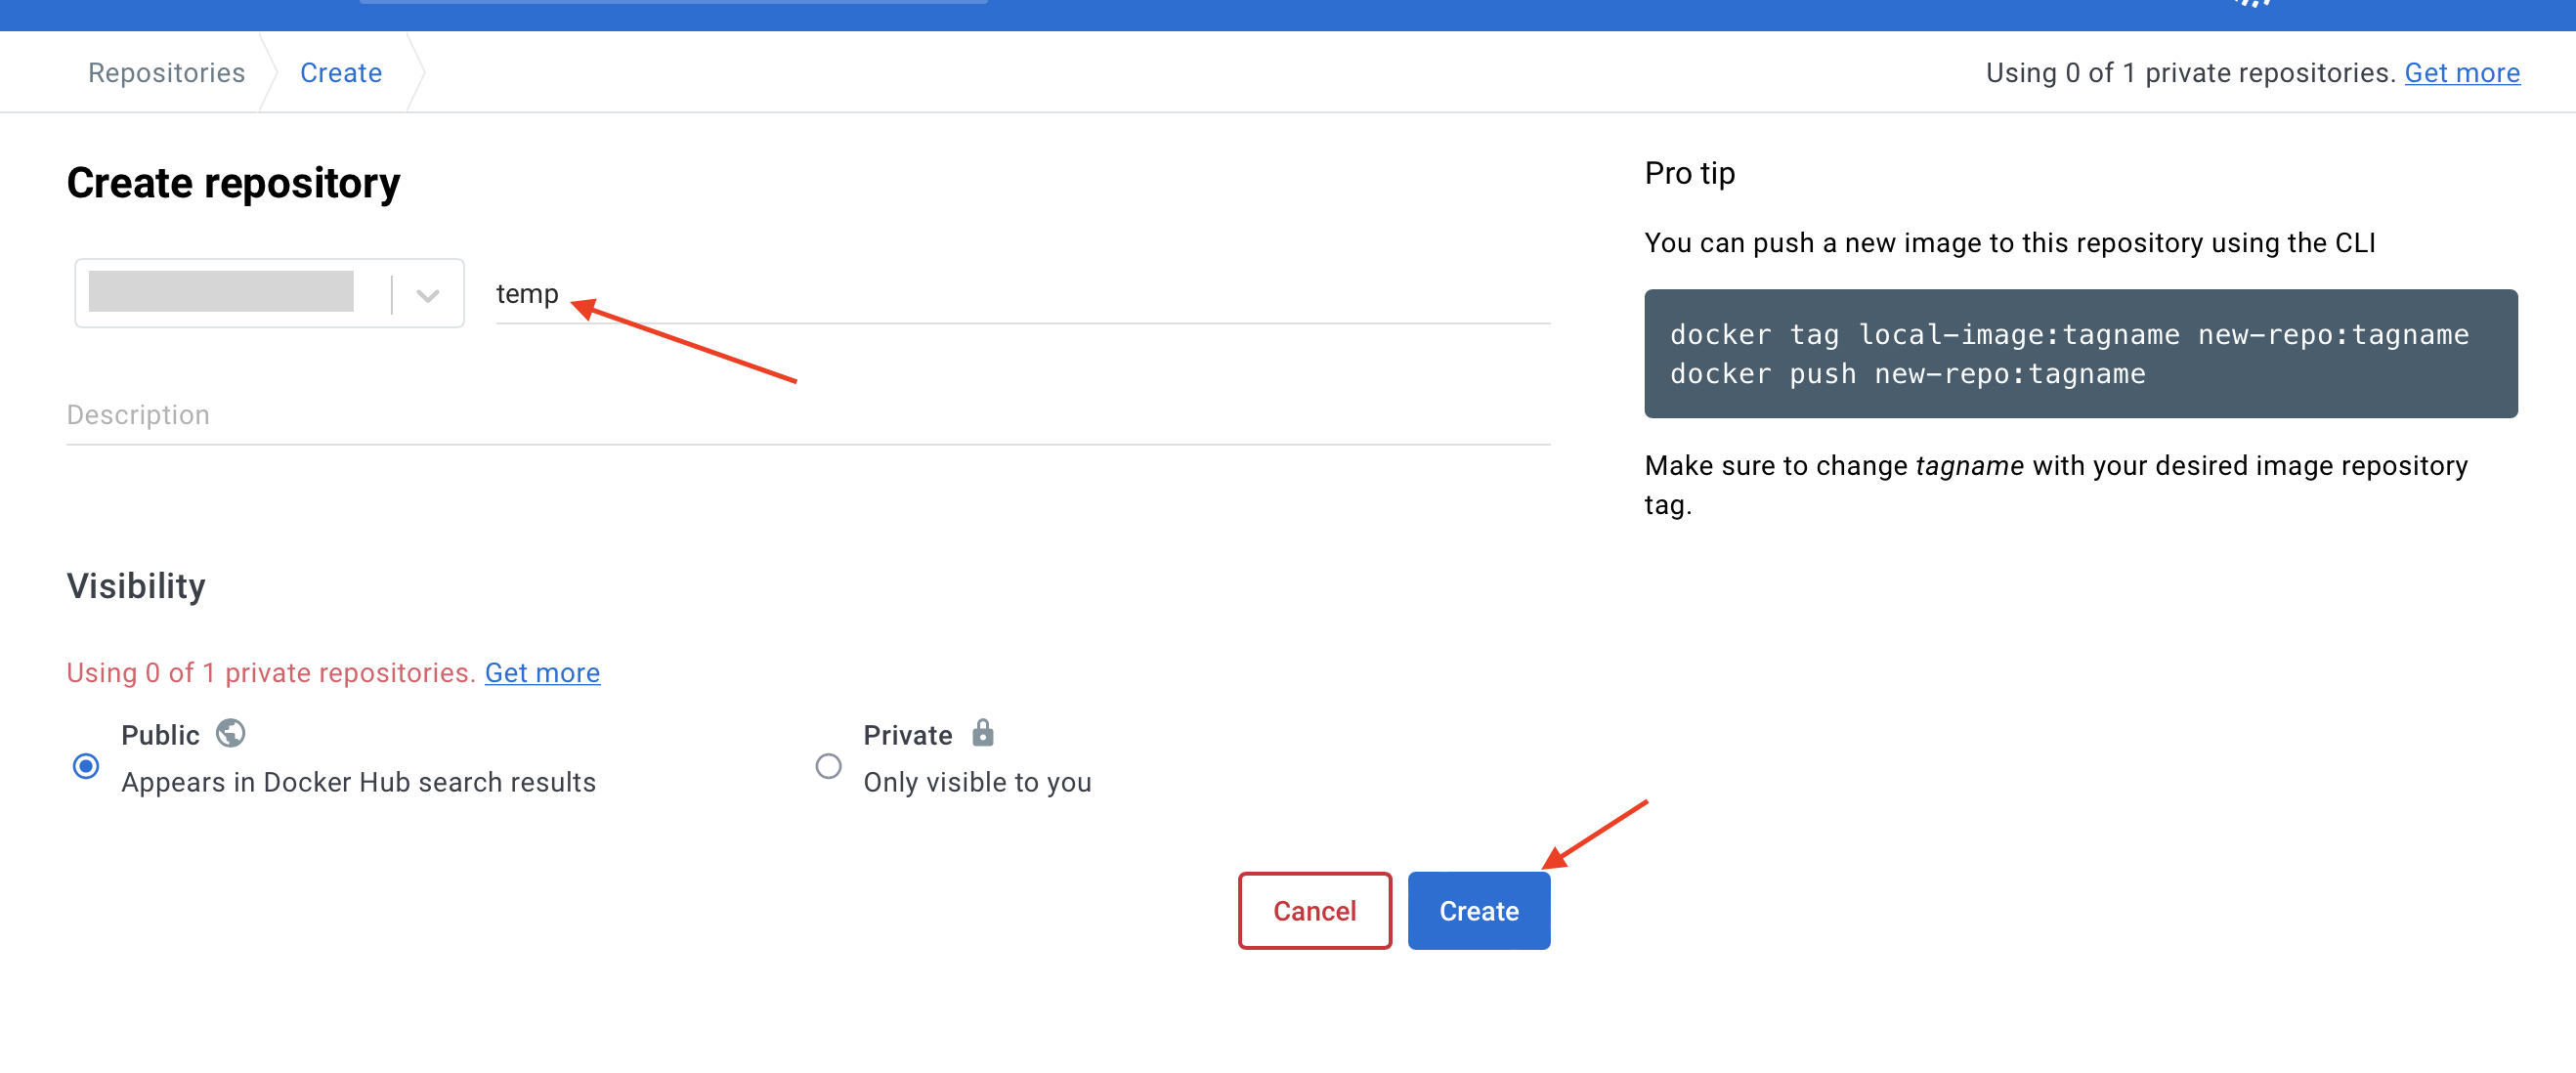 Repositories
Create
Using 0 of 1 private repositories. Get more
Create repository
temp
Description
Visibility
Using 0 of 1 private repositories. Get more
Public
Appears in Docker Hub search results
Private
Only visible to you
Cancel
Create
Pro tip
You can push a new image to this repository using the CLI
docker tag local-image:tagname new-repo:tagname
docker push new-repo:tagname
Make sure to change tagname with your desired image repository
tag.